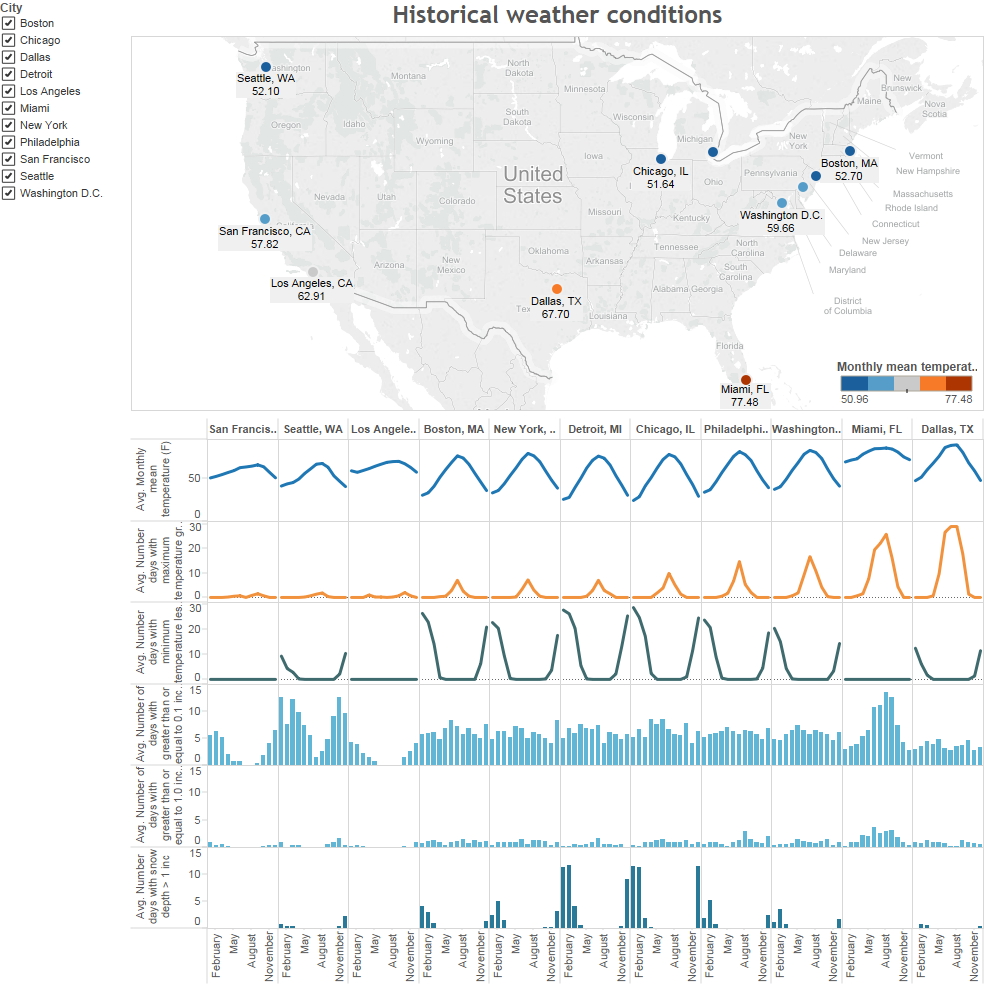 City
Boston
Chicago
Dallas
Detroit
Los Angeles
Miami
New York
Philadelphia
San Francisco
Seattle
Washington D.C.
Historical weather conditions
ashington
Seattle, WA
52.10
Montana
North
Dakota
Minnesota
Oregon
Idaho
South
Dakota
Wisconsin
Michigan
Wyoming
Iowa
Chicago, IL
51.64
New
York
Maine
New
Brunswick
Nova
Scotia
Boston, MA
52.70
Vermont
New Hampshire
Massachusetts
Rhode Island
Connecticut
New Jersey
Delaware
Maryland
District
of Columbia
Pennsylvania
Ohio
United
States
Nevada
Utah
Colorado
San Francisco, CA
57.82
Missouri
Kentucky
Washington D.C.
59.66
Los Angeles, CA
62.91
Arizona
New
Mexico
Oklahoma
Arkansas
Tennessee
North
Carolina
South
Carolina
Dallas, TX
67.70
Tex
Louisiana
Alabama
Georgia
Florida
Miami, FL
77.48
Monthly mean temperat..
50.96
77.48
San Francis..
Seattle, WA
Los Angele..
Boston, MA
New York, ..
Detroit, MI
Chicago, IL
Philadelphi..
Washington..
Miami, FL
Dallas, TX
Avg. Monthly
mean
temperature (F)
50
0
Avg. Number
days with
maximum
temperature gr..
30
20
10
0
Avg. Number
days with
minimum
temperature les..
30
20
10
0
Avg. Number of
days with
greater than or
equal to 0.1 inc..
15
10
5
0
Avg. Number of
days with
greater than or
equal to 1.0 inc..
15
10
5
0
Avg. Number
days with snow
depth > 1 inc
15
10
5
0
February
May
August
November
February
May
August
November
February
May
August
November
February
May
August
November
February
May
August
November
February
May
August
November
February
May
August
November
February
May
August
November
February
May
August
November
February
May
August
November
February
May
August
November